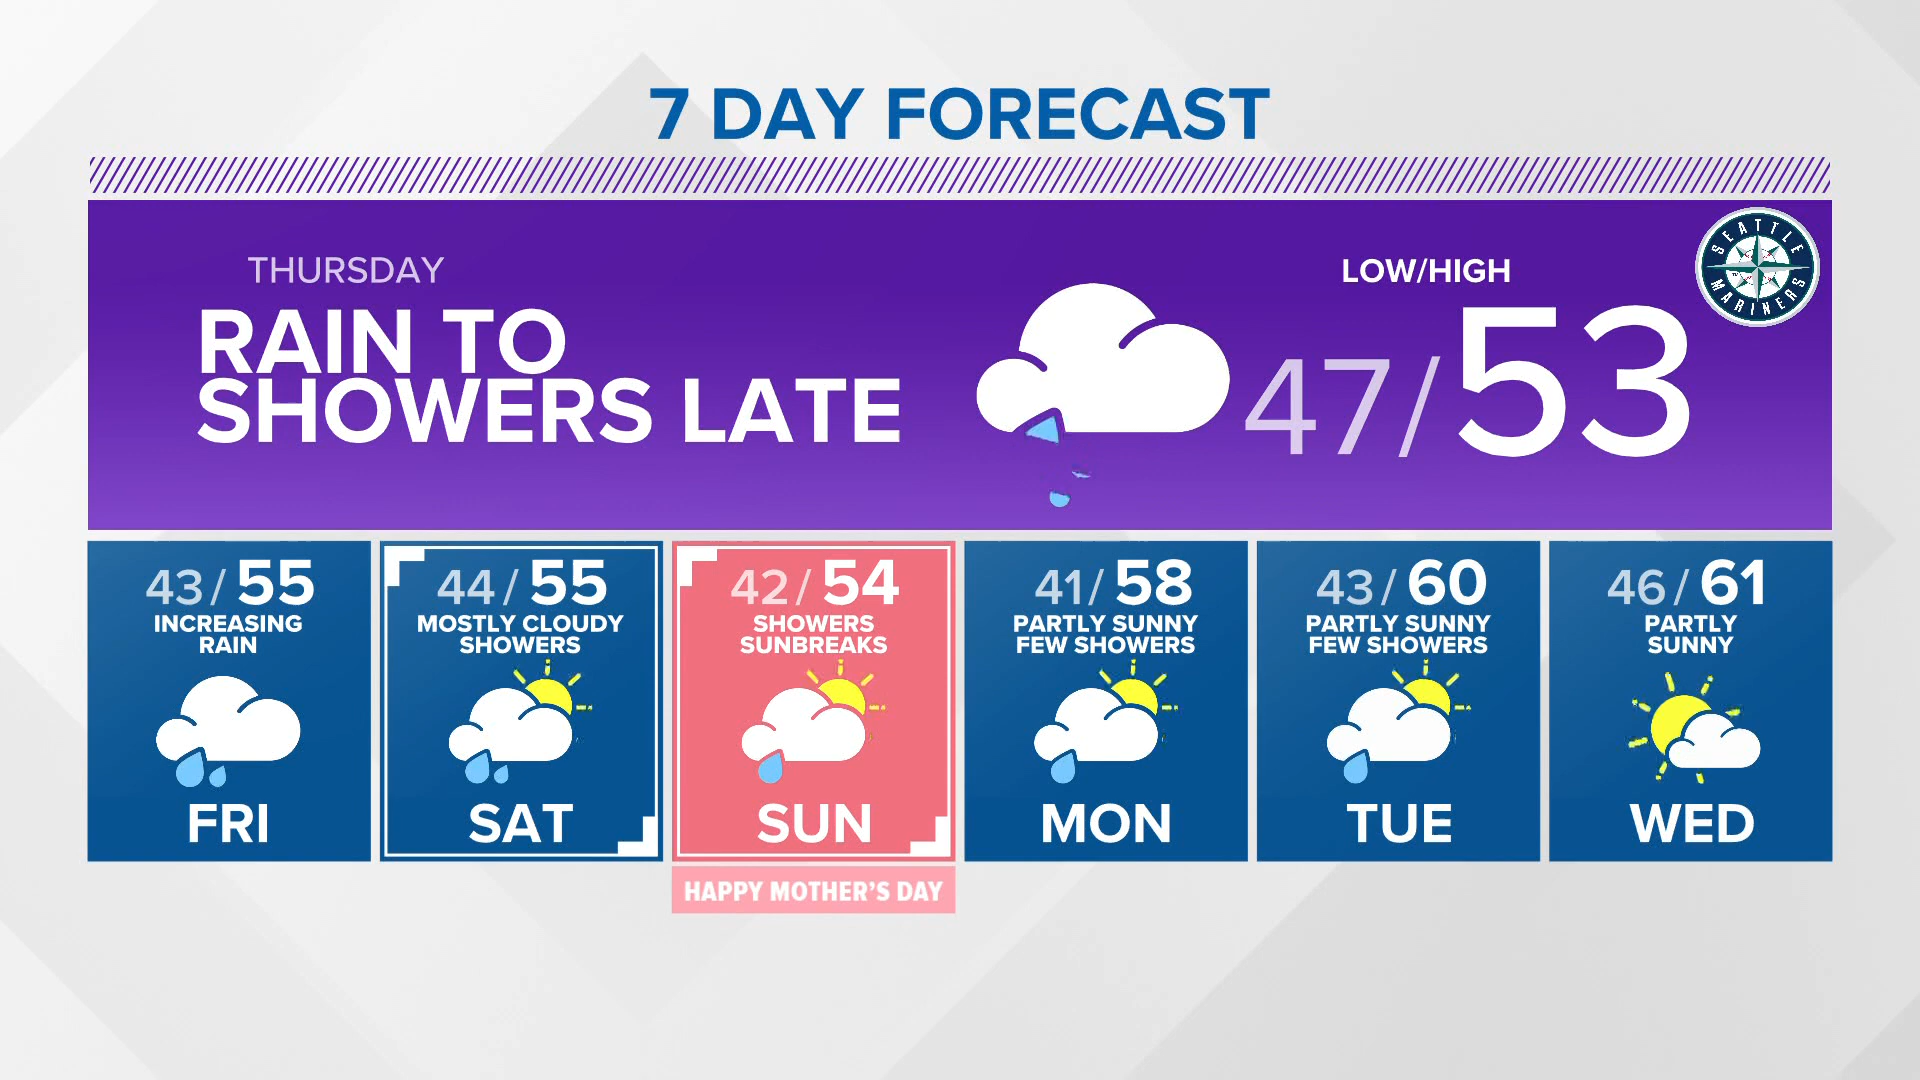 7 DAY FORECAST
THURSDAY
RAIN TO
SHOWERS LATE
LOW/HIGH
47/53
SEATTLE
MARINERS
43/55
INCREASING
RAIN
FRI
44/55
MOSTLY CLOUDY
SHOWERS
SAT
42/54
SHOWERS
SUNBREAKS
SUN
HAPPY MOTHER'S DAY
41/58
PARTLY SUNNY
FEW SHOWERS
MON
43/60
PARTLY SUNNY
FEW SHOWERS
TUE
46/61
PARTLY
SUNNY
WED